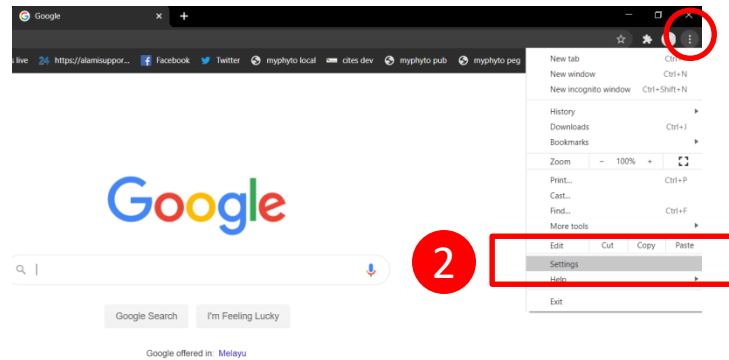 Google
s live 24 https://alamisuppor... Facebook Twitter myphyto local cites dev myphyto pub myphyto peg
New tab
New window Ctrl+N
New incognito window Ctrl+Shift+N
History
Downloads Ctrl+J
Bookmarks
Zoom - 100% +
Print... Ctrl+P
Cast...
Find... Ctrl+F
More tools
Edit Cut Copy Paste
Settings
Help
Exit
Google
2
Google Search I'm Feeling Lucky
Google offered in: Melayu